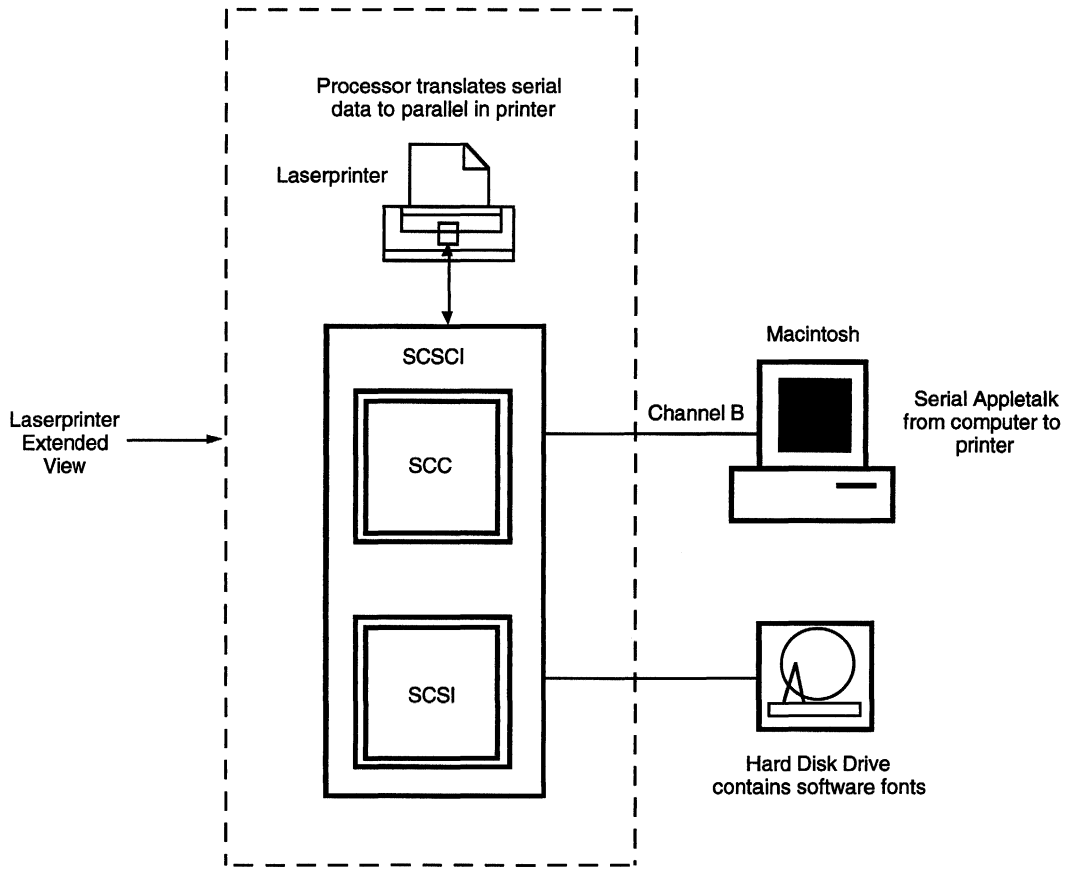 Processor translates serial
data to parallel in printer
Laserprinter
SCSCI
SCC
SCSI
Laserprinter
Extended
View
Channel B
Macintosh
Serial Appletalk
from computer to
printer
Hard Disk Drive
contains software fonts